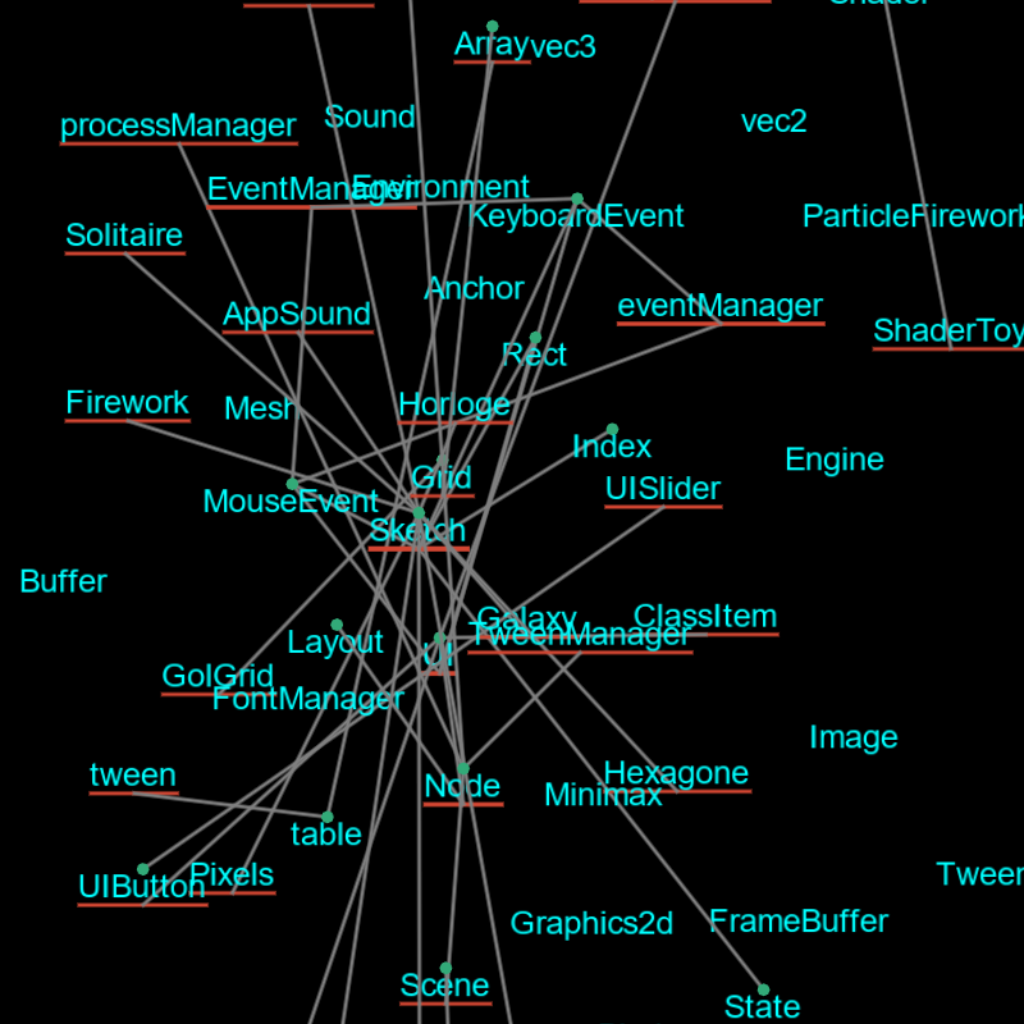 Shader
Array
vec3
processManager
Sound
vec2
EventManager
Environment
KeyboardEvent
ParticleFirework
Solitaire
Anchor
AppSound
eventManager
ShaderToy
Rect
Firework
Mesh
Horloge
Index
Engine
MouseEvent
Grid
UISlider
Sketch
Buffer
Layout
Galaxy
ClassItem
TweenManager
UI
GolGrid
FontManager
Image
tween
Node
Hexagone
Minimax
table
UIButton
Pixels
Tween
Graphics2d
FrameBuffer
Scene
State